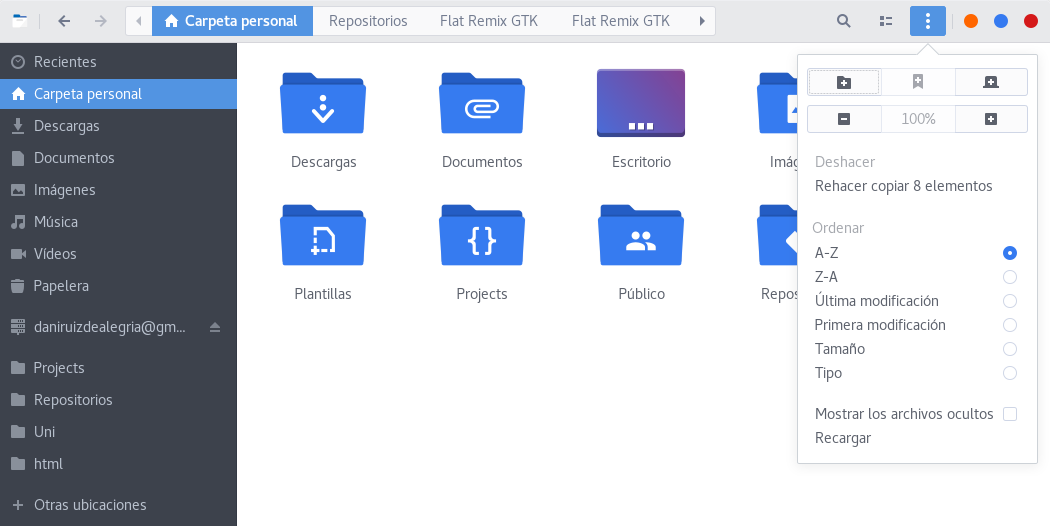 Carpeta personal
Repositorios
Flat Remix GTK
Flat Remix GTK
Recientes
Carpeta personal
Descargas
Documentos
Imágenes
Música
Vídeos
Papelera
daniruizdealegria@gm...
Projects
Repositorios
Uni
html
Otras ubicaciones
Descargas
Documentos
Escritorio
Imág
Plantillas
Projects
Público
Repos
100%
Deshacer
Rehacer copiar 8 elementos
Ordenar
A-Z
Z-A
Última modificación
Primera modificación
Tamaño
Tipo
Mostrar los archivos ocultos
Recargar